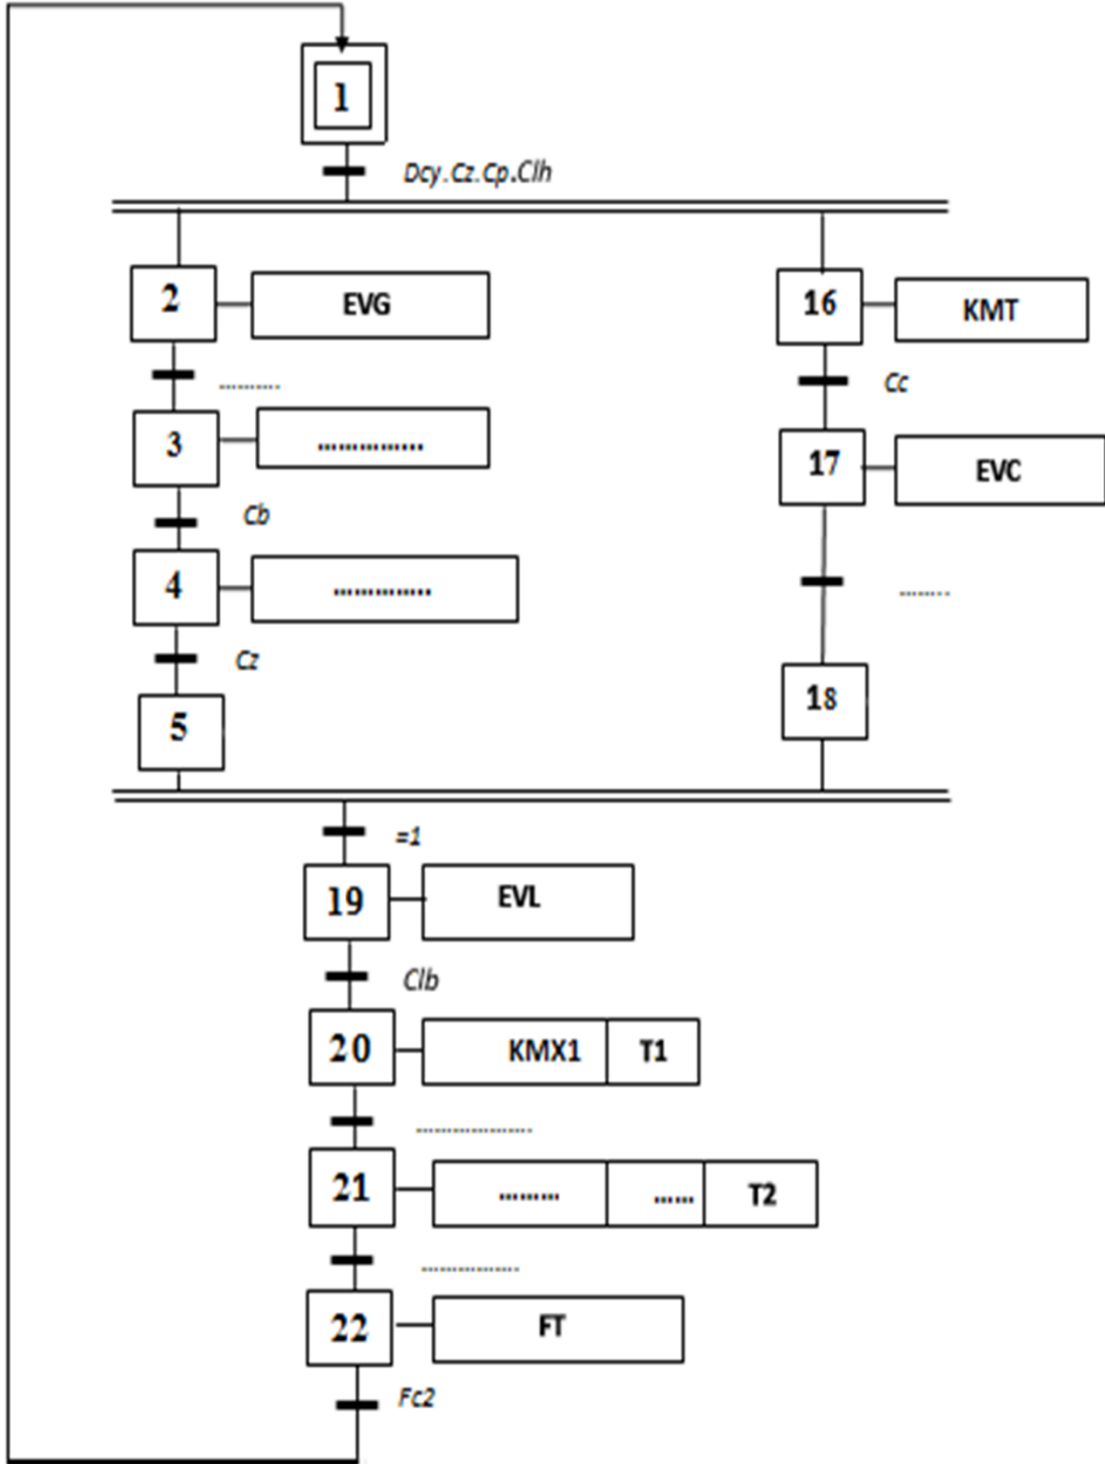 1
Dcy.Cz.Cp.Clh
2 EVG
16 KMT
..........
Cc
3 ...............
17 EVC
Cb
4 ..............
........
Cz
18
5
=1
19 EVL
Clb
20 KMX1 T1
...................
21 ......... ...... T2
................
22 FT
Fc2